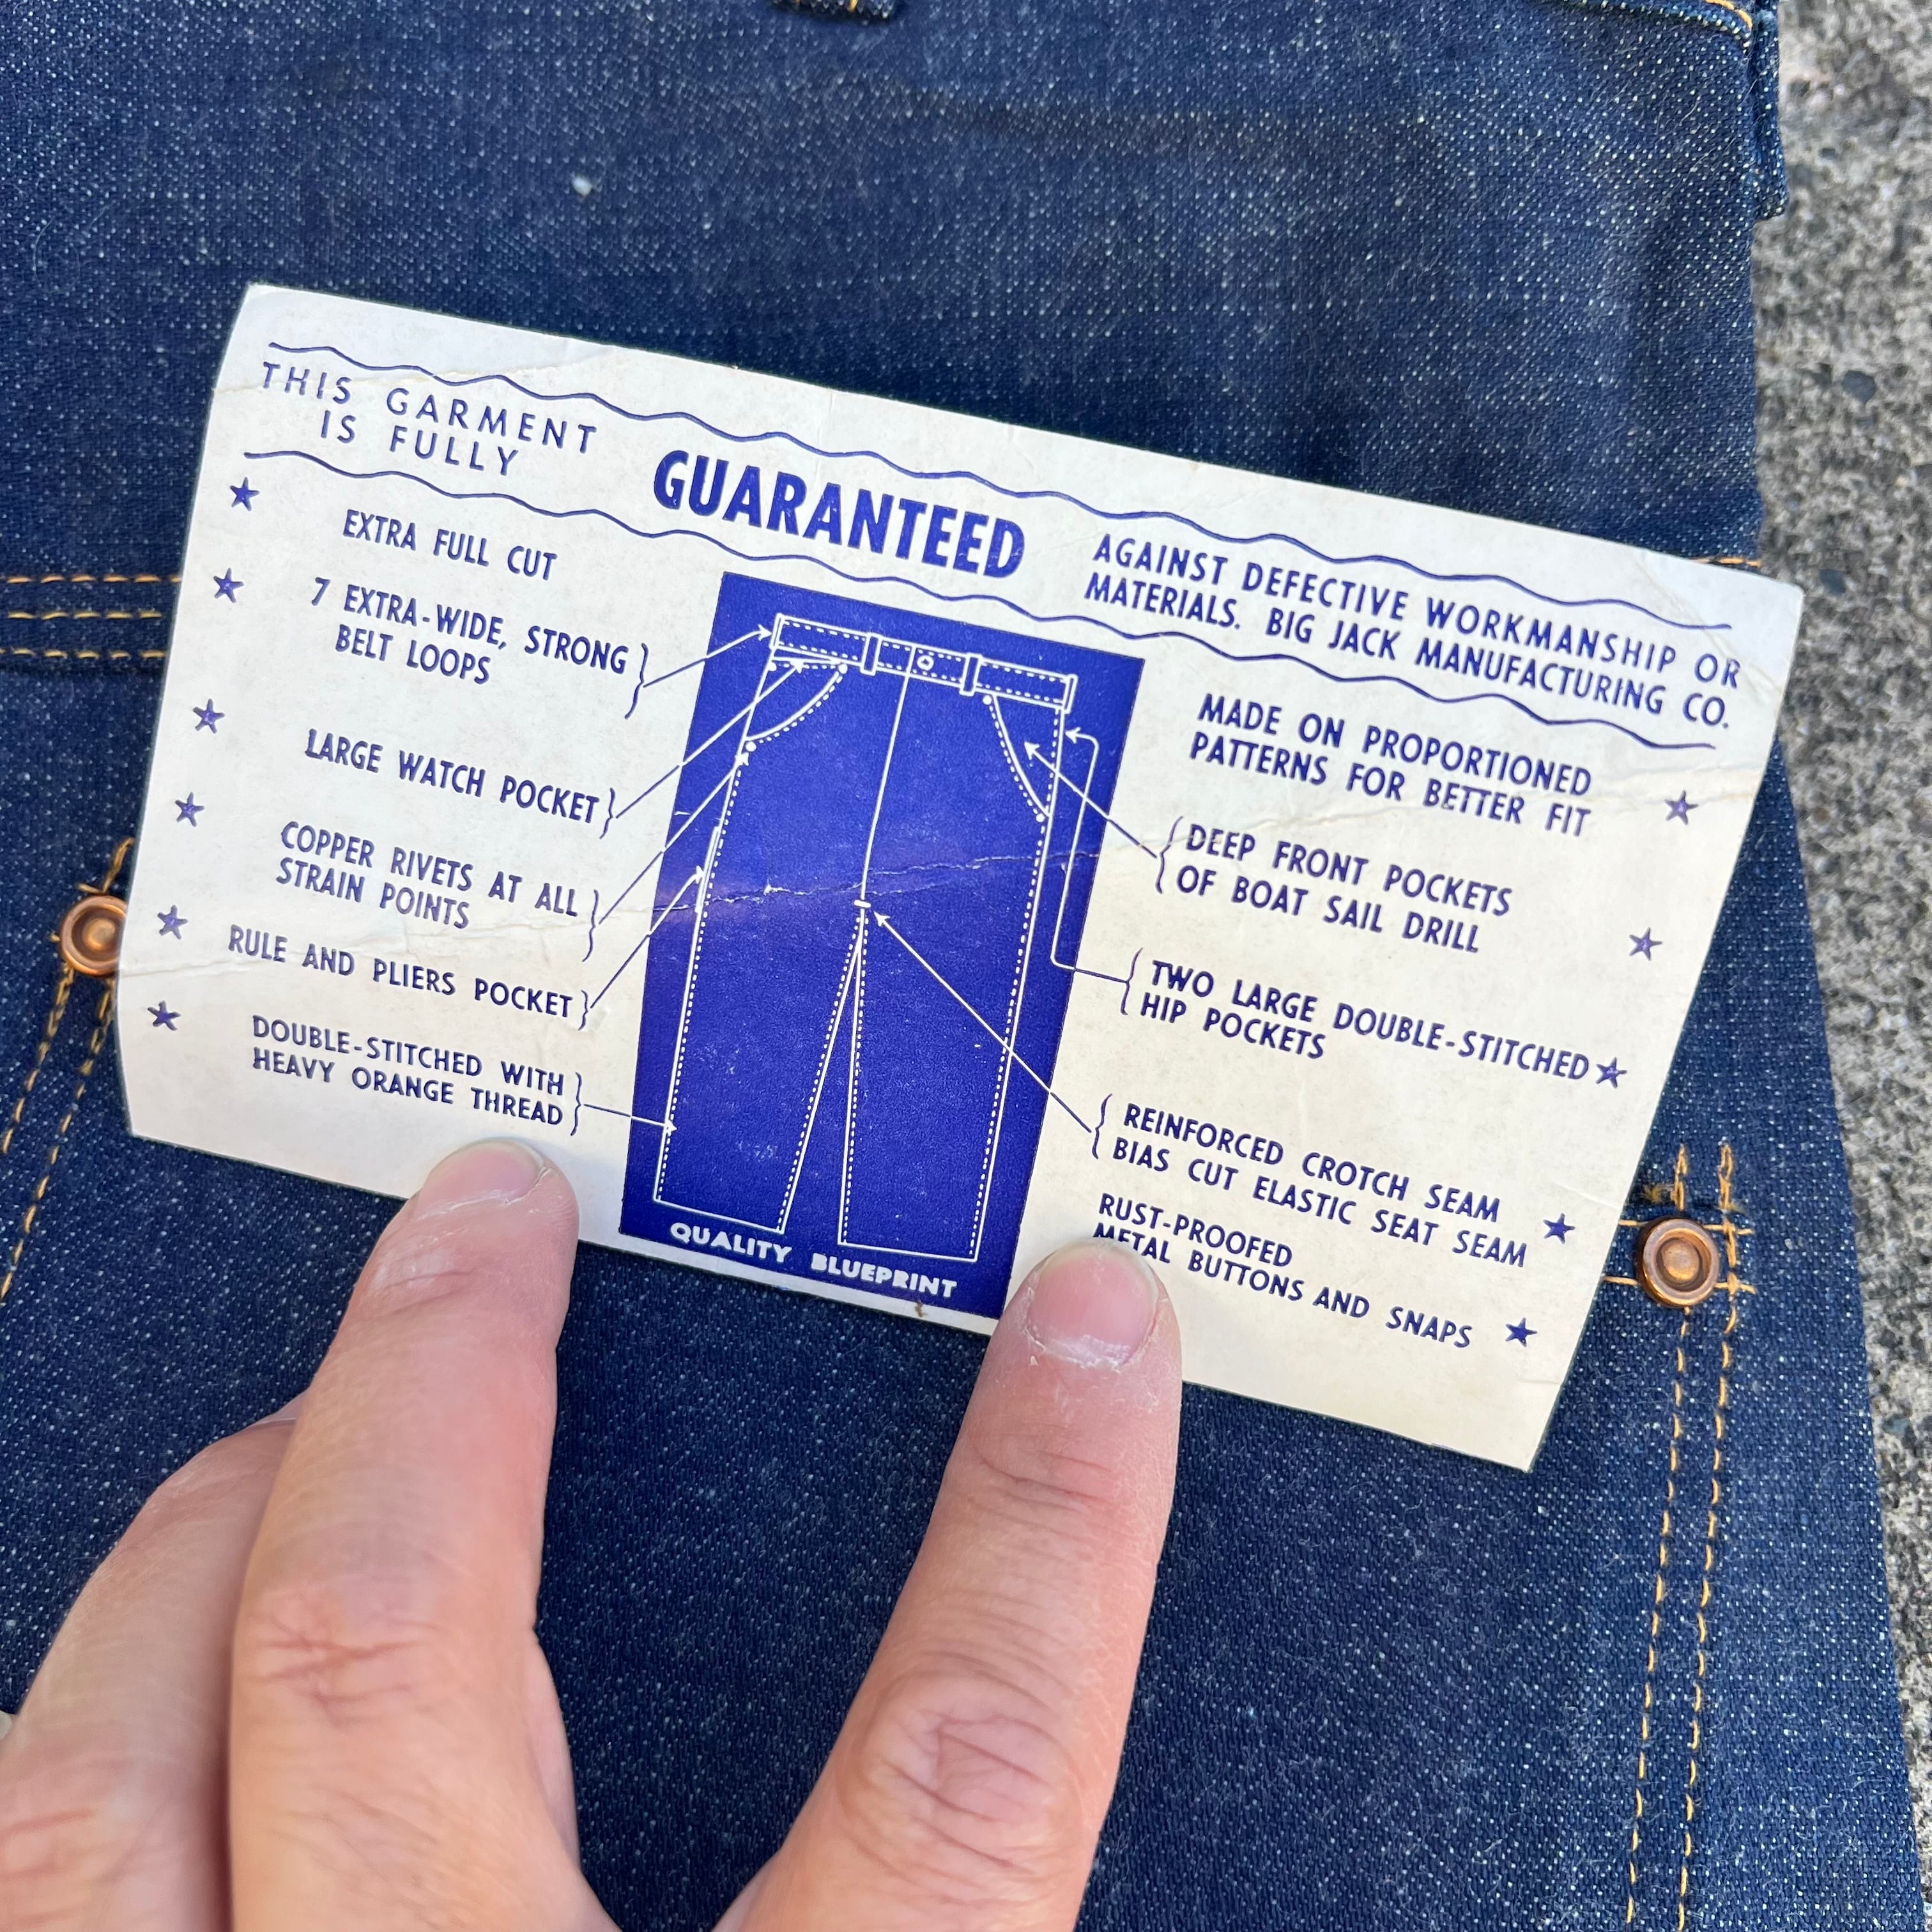 THIS GARMENT
IS FULLY
GUARANTEED
AGAINST DEFECTIVE WORKMANSHIP OR
MATERIALS. BIG JACK MANUFACTURING CO.
EXTRA FULL CUT
7 EXTRA-WIDE, STRONG
BELT LOOPS
LARGE WATCH POCKET
COPPER RIVETS AT ALL
STRAIN POINTS
RULE AND PLIERS POCKET
DOUBLE-STITCHED WITH
HEAVY ORANGE THREAD
QUALITY BLUEPRINT
MADE ON PROPORTIONED
PATTERNS FOR BETTER FIT
DEEP FRONT POCKETS
OF BOAT SAIL DRILL
TWO LARGE DOUBLE-STITCHED
HIP POCKETS
REINFORCED CROTCH SEAM
BIAS CUT ELASTIC SEAT SEAM
RUST-PROOFED
METAL BUTTONS AND SNAPS